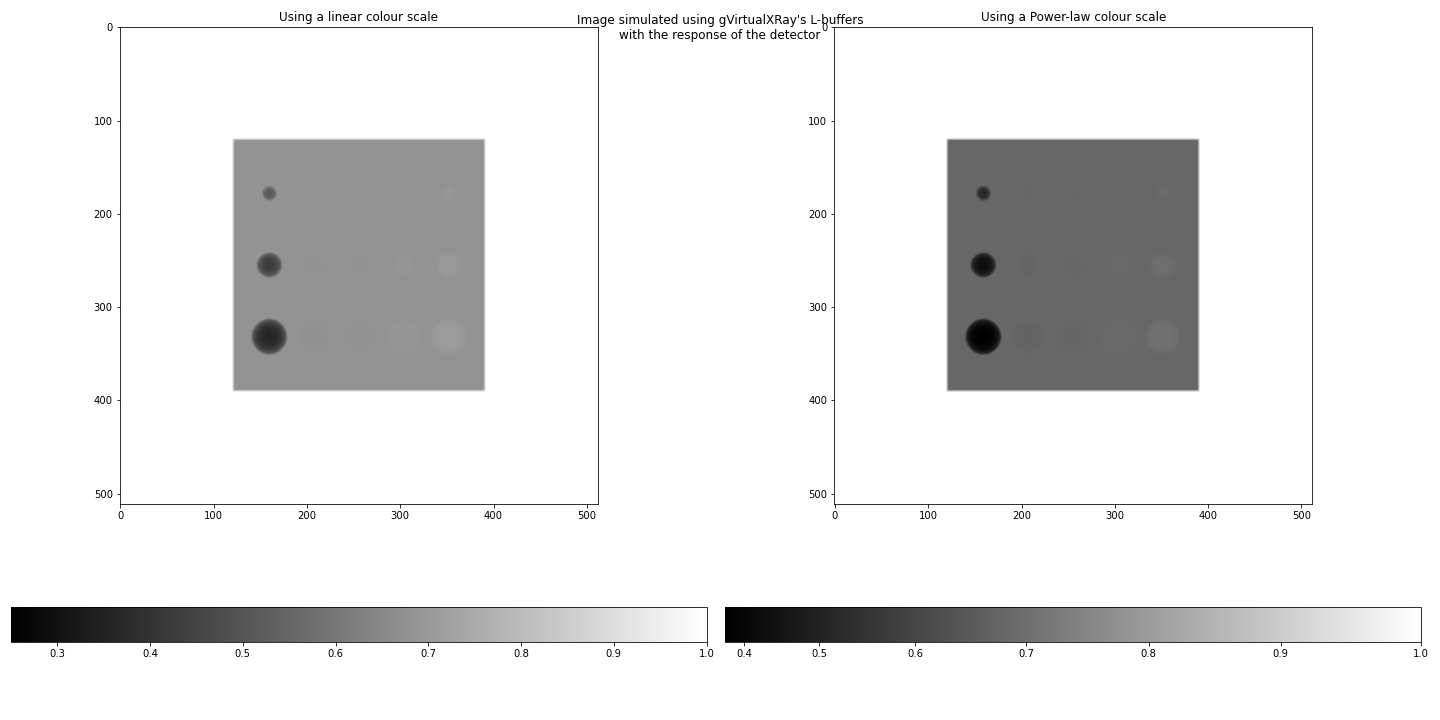 Image simulated using gVirtualXRay's L-buffers
with the response of the detector
Using a linear colour scale
0
100
200
300
400
500
0 100 200 300 400 500
0.3 0.4 0.5 0.6 0.7 0.8 0.9 1.0
Using a Power-law colour scale
0
100
200
300
400
500
0 100 200 300 400 500
0.4 0.5 0.6 0.7 0.8 0.9 1.0